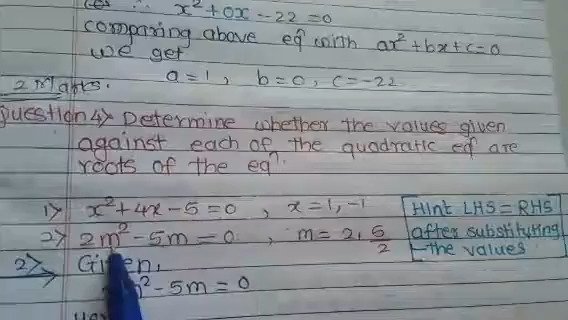 x² + 0x - 22 = 0
comparing above eqⁿ with ax² + bx + c = 0
we get
a = 1, b = 0, c = -22
2 Marks.
Question 4> Determine whether the values given
against each of the quadratic eqⁿ are
roots of the eqⁿ.
1> x² + 4x - 5 = 0 , x = 1, -1
2> 2m² - 5m = 0 , m = 2, 5/2
Hint LHS = RHS
after substituting
the values
2> Given,
² - 5m = 0